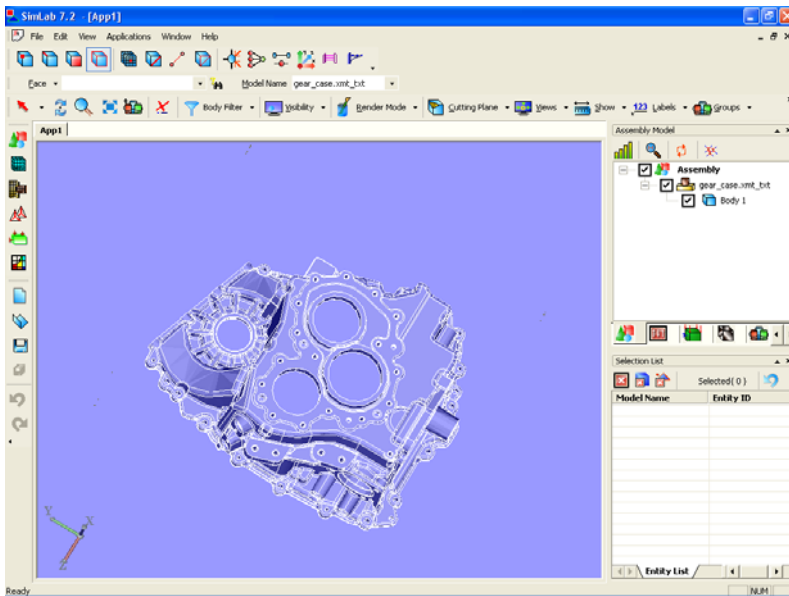 SimLab 7.2 - [App1]
File Edit View Applications Window Help
Face Model Name gear_case.xmt_txt
Body Filter Visibility Render Mode Cutting Plane Views Show 123 Labels Groups
App1
Assembly Model
Assembly
gear_case.xmt_txt
Body 1
Selection List
Selected( 0 )
Model Name Entity ID
Entity List
Y X
Z
Ready NUM